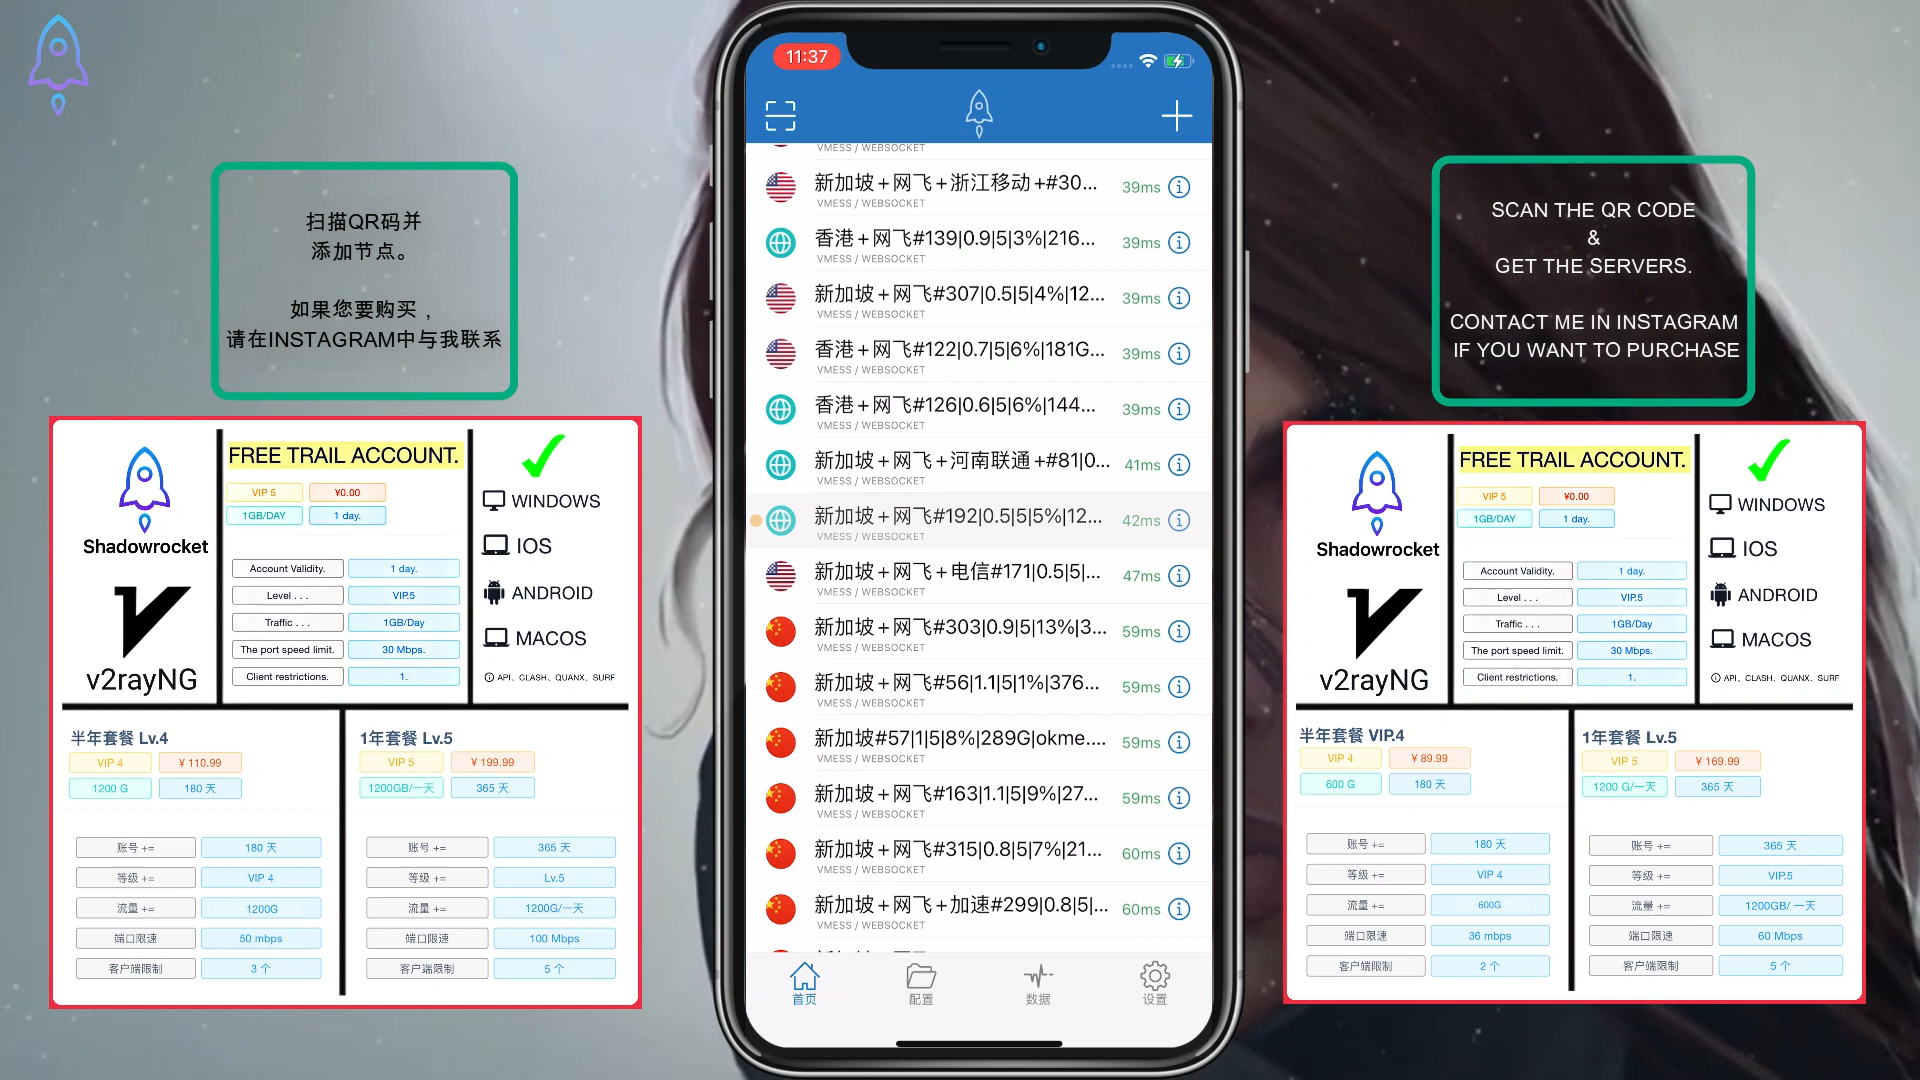 扫描QR码并
添加节点。
如果您要购买，
请在INSTAGRAM中与我联系
FREE TRAIL ACCOUNT.
VIP 5
¥0.00
1GB/DAY
1 day.
Shadowrocket
v2rayNG
Account Validity.
1 day.
Level . . .
VIP.5
Traffic . . .
1GB/Day
The port speed limit.
30 Mbps.
Client restrictions.
1.
WINDOWS
IOS
ANDROID
MACOS
API、CLASH、QUANX、SURF
半年套餐 Lv.4
VIP 4
¥ 110.99
1200 G
180 天
账号 +=
180 天
等级 +=
VIP 4
流量 +=
1200G
端口限速
50 mbps
客户端限制
3 个
1年套餐 Lv.5
VIP 5
¥ 199.99
1200GB/一天
365 天
账号 +=
365 天
等级 +=
Lv.5
流量 +=
1200G/一天
端口限速
100 Mbps
客户端限制
5 个
11:37
VMESS / WEBSOCKET
新加坡+网飞+浙江移动+#30...
39ms
VMESS / WEBSOCKET
香港+网飞#139|0.9|5|3%|216...
39ms
VMESS / WEBSOCKET
新加坡+网飞#307|0.5|5|4%|12...
39ms
VMESS / WEBSOCKET
香港+网飞#122|0.7|5|6%|181G...
39ms
VMESS / WEBSOCKET
香港+网飞#126|0.6|5|6%|144...
39ms
VMESS / WEBSOCKET
新加坡+网飞+河南联通+#81|0...
41ms
VMESS / WEBSOCKET
新加坡+网飞#192|0.5|5|5%|12...
42ms
VMESS / WEBSOCKET
新加坡+网飞+电信#171|0.5|5|...
47ms
VMESS / WEBSOCKET
新加坡+网飞#303|0.9|5|13%|3...
59ms
VMESS / WEBSOCKET
新加坡+网飞#56|1.1|5|1%|376...
59ms
VMESS / WEBSOCKET
新加坡#57|1|5|8%|289G|okme....
59ms
VMESS / WEBSOCKET
新加坡+网飞#163|1.1|5|9%|27...
59ms
VMESS / WEBSOCKET
新加坡+网飞#315|0.8|5|7%|21...
60ms
VMESS / WEBSOCKET
新加坡+网飞+加速#299|0.8|5|...
60ms
VMESS / WEBSOCKET
首页
配置
数据
设置
SCAN THE QR CODE
&
GET THE SERVERS.
CONTACT ME IN INSTAGRAM
IF YOU WANT TO PURCHASE
FREE TRAIL ACCOUNT.
VIP 5
¥0.00
1GB/DAY
1 day.
Shadowrocket
v2rayNG
Account Validity.
1 day.
Level . . .
VIP.5
Traffic . . .
1GB/Day
The port speed limit.
30 Mbps.
Client restrictions.
1.
WINDOWS
IOS
ANDROID
MACOS
API、CLASH、QUANX、SURF
半年套餐 VIP.4
VIP 4
¥ 89.99
600 G
180 天
账号 +=
180 天
等级 +=
VIP 4
流量 +=
600G
端口限速
36 mbps
客户端限制
2 个
1年套餐 Lv.5
VIP 5
¥ 169.99
1200 G/一天
365 天
账号 +=
365 天
等级 +=
VIP.5
流量 +=
1200GB/ 一天
端口限速
60 Mbps
客户端限制
5 个